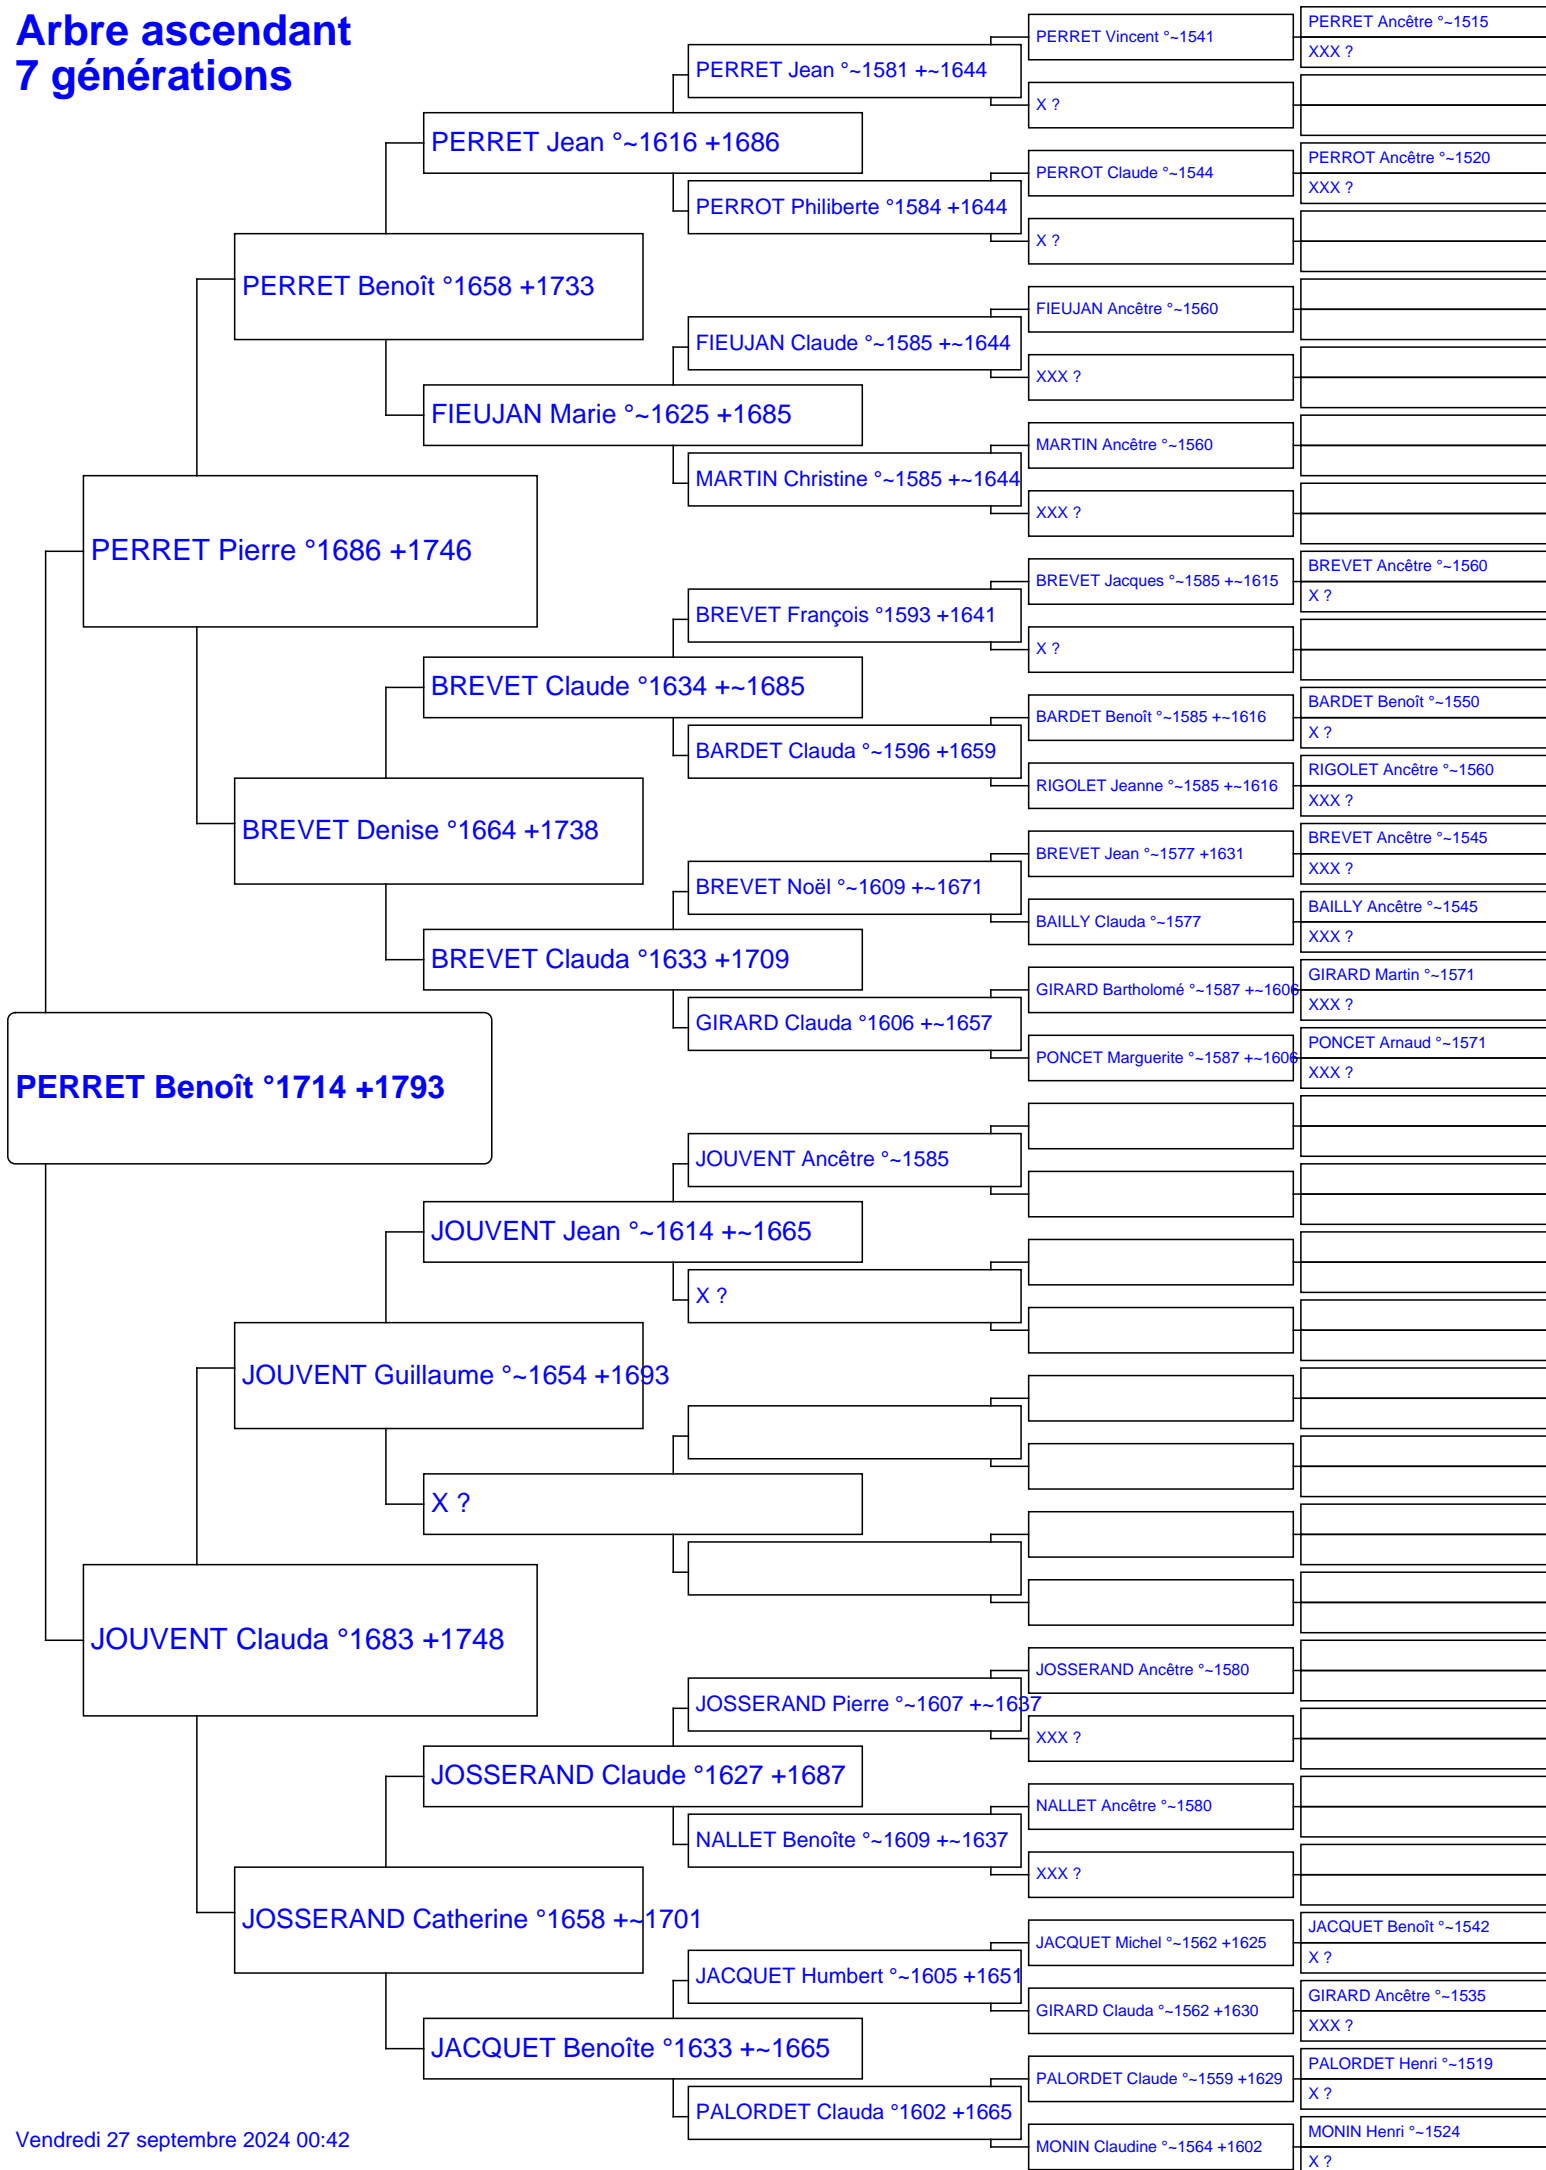 Arbre ascendant
7 générations
PERRET Benoît °1714 +1793
PERRET Pierre °1686 +1746
JOUVENT Clauda °1683 +1748
PERRET Benoît °1658 +1733
BREVET Denise °1664 +1738
JOUVENT Guillaume °~1654 +1693
JOSSERAND Catherine °1658 +~1701
PERRET Jean °~1616 +1686
FIEUJAN Marie °~1625 +1685
BREVET Claude °1634 +~1685
BREVET Clauda °1633 +1709
JOUVENT Jean °~1614 +~1665
X ?
JOSSERAND Claude °1627 +1687
JACQUET Benoîte °1633 +~1665
PERRET Jean °~1581 +~1644
PERROT Philiberte °1584 +1644
FIEUJAN Claude °~1585 +~1644
MARTIN Christine °~1585 +~1644
BREVET François °1593 +1641
BARDET Clauda °~1596 +1659
BREVET Noël °~1609 +~1671
GIRARD Clauda °1606 +~1657
JOUVENT Ancêtre °~1585
X ?
JOSSERAND Pierre °~1607 +~1637
NALLET Benoîte °~1609 +~1637
JACQUET Humbert °~1605 +1651
PALORDET Clauda °1602 +1665
PERRET Vincent °~1541
X ?
PERROT Claude °~1544
X ?
FIEUJAN Ancêtre °~1560
XXX ?
MARTIN Ancêtre °~1560
XXX ?
BREVET Jacques °~1585 +~1615
X ?
BARDET Benoît °~1585 +~1616
RIGOLET Jeanne °~1585 +~1616
BREVET Jean °~1577 +1631
BAILLY Clauda °~1577
GIRARD Bartholomé °~1587 +~1606
PONCET Marguerite °~1587 +~1606
JOSSERAND Ancêtre °~1580
XXX ?
NALLET Ancêtre °~1580
XXX ?
JACQUET Michel °~1562 +1625
GIRARD Clauda °~1562 +1630
PALORDET Claude °~1559 +1629
MONIN Claudine °~1564 +1602
PERRET Ancêtre °~1515
XXX ?
PERROT Ancêtre °~1520
XXX ?
BREVET Ancêtre °~1560
X ?
BARDET Benoît °~1550
X ?
RIGOLET Ancêtre °~1560
XXX ?
BREVET Ancêtre °~1545
XXX ?
BAILLY Ancêtre °~1545
XXX ?
GIRARD Martin °~1571
XXX ?
PONCET Arnaud °~1571
XXX ?
JACQUET Benoît °~1542
X ?
GIRARD Ancêtre °~1535
XXX ?
PALORDET Henri °~1519
X ?
MONIN Henri °~1524
X ?
Vendredi 27 septembre 2024 00:42